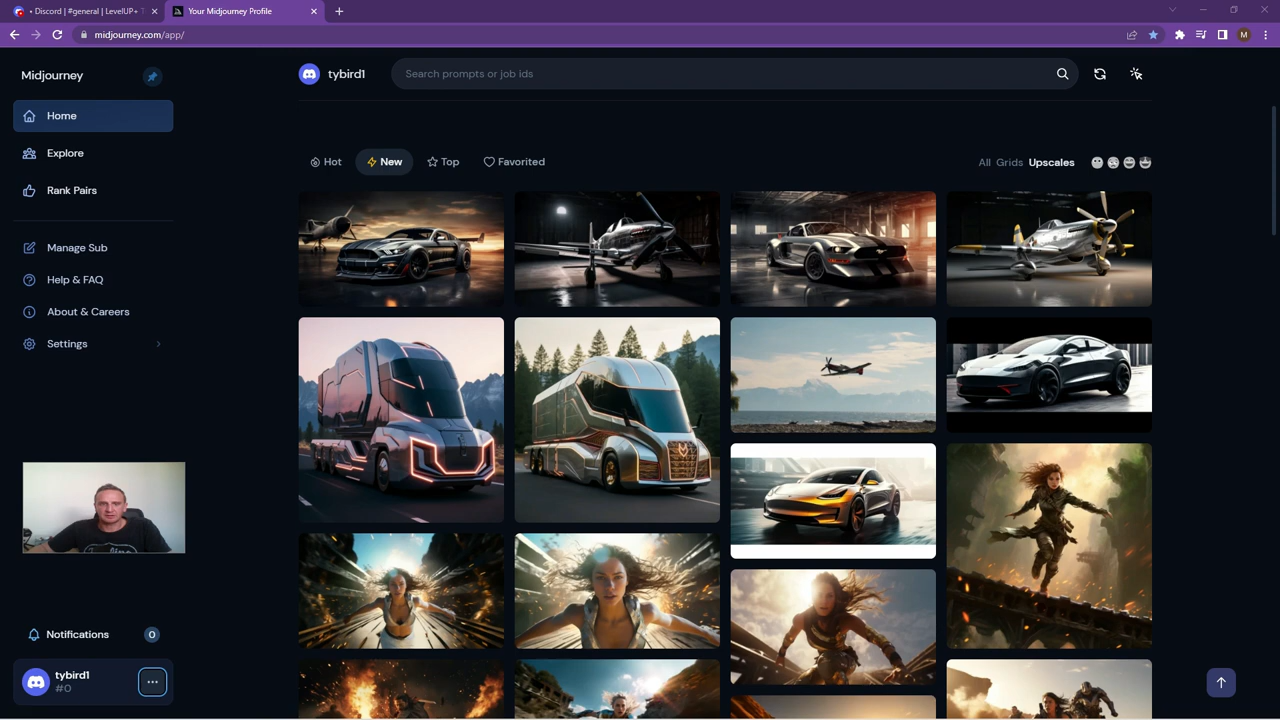 • Discord | #general | LevelUP+ T
Your Midjourney Profile
midjourney.com/app/
M
Midjourney
tybird1
Search prompts or job ids
Home
Explore
Rank Pairs
Manage Sub
Help & FAQ
About & Careers
Settings
Hot
New
Top
Favorited
All Grids Upscales
Notifications
0
tybird1
#0